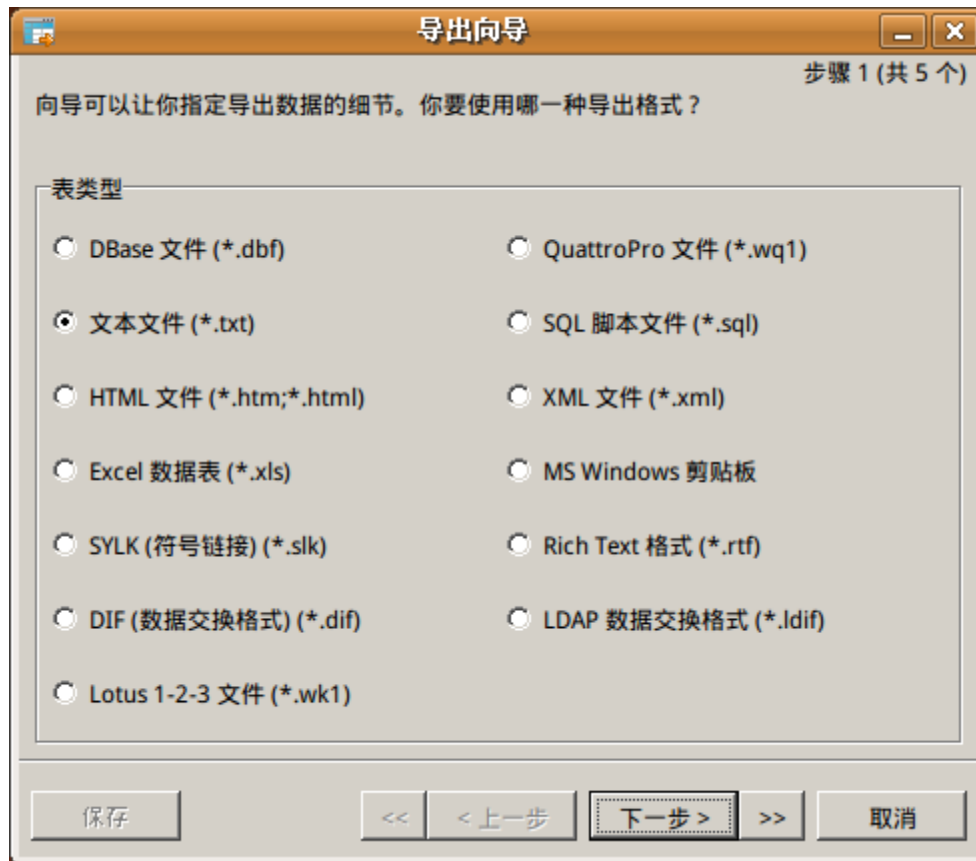 导出向导
步骤 1 (共 5 个)
向导可以让你指定导出数据的细节。你要使用哪一种导出格式？
表类型
DBase 文件 (*.dbf)
QuattroPro 文件 (*.wq1)
文本文件 (*.txt)
SQL 脚本文件 (*.sql)
HTML 文件 (*.htm;*.html)
XML 文件 (*.xml)
Excel 数据表 (*.xls)
MS Windows 剪贴板
SYLK (符号链接) (*.slk)
Rich Text 格式 (*.rtf)
DIF (数据交换格式) (*.dif)
LDAP 数据交换格式 (*.ldif)
Lotus 1-2-3 文件 (*.wk1)
保存 << < 上一步 下一步 > >> 取消